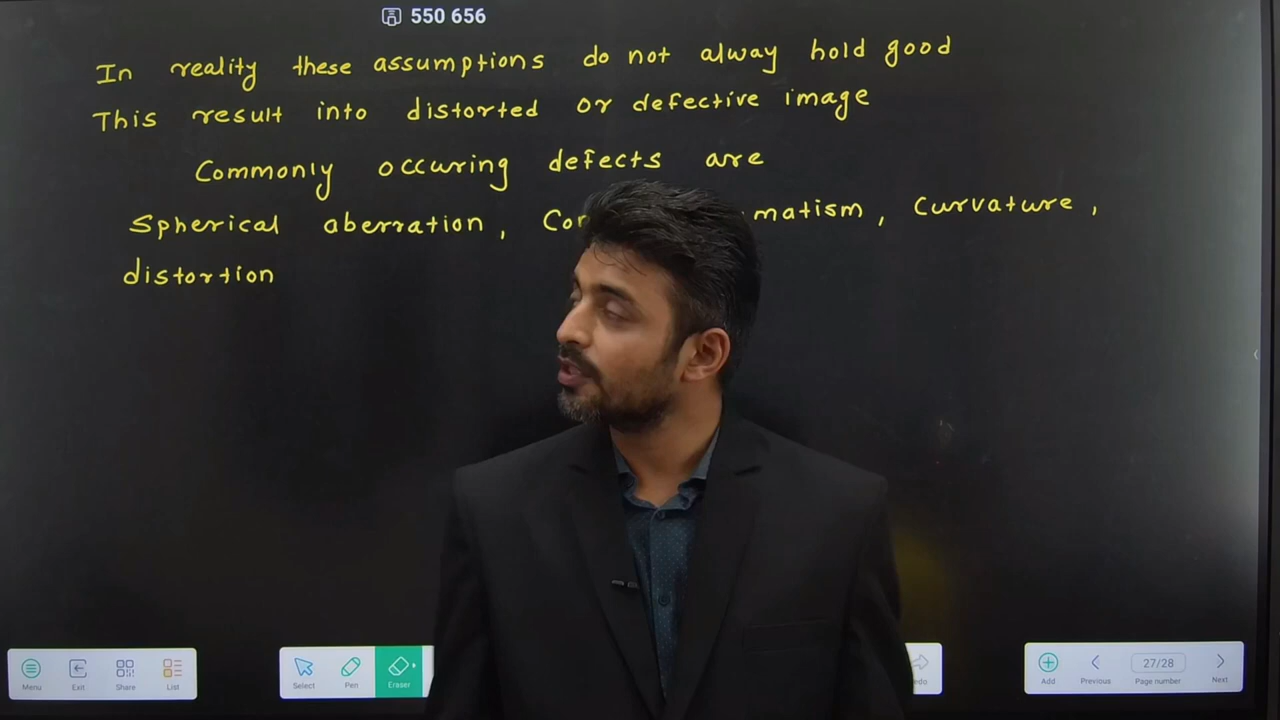 550 656
In reality these assumptions do not alway hold good
This result into distorted or defective image
Commonly occuring defects are
Spherical aberration, Co matism, Curvature,
distortion
Menu Exit Share List Select Pen Eraser Add Previous 27/28 Page number Next